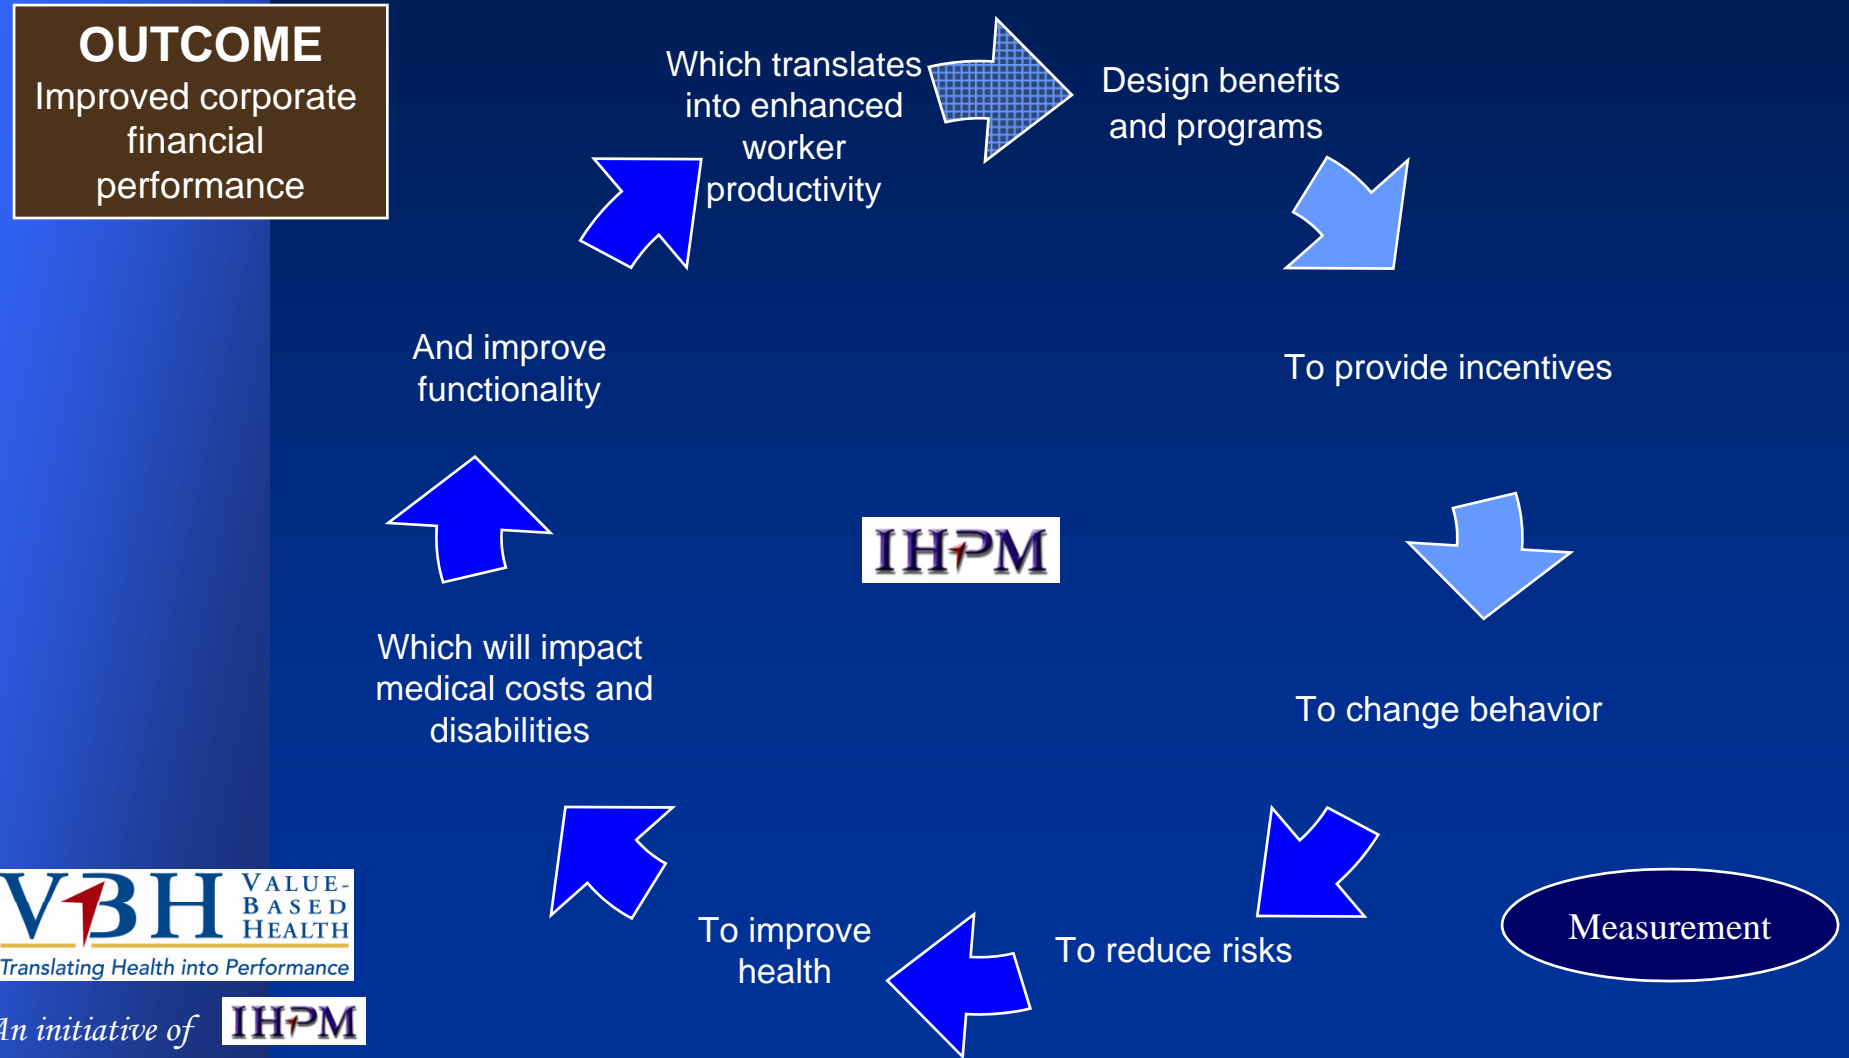 OUTCOME
Improved corporate
financial
performance
Which translates
into enhanced
worker
productivity
Design benefits
and programs
To provide incentives
To change behavior
To reduce risks
To improve
health
Which will impact
medical costs and
disabilities
And improve
functionality
IHPM
Measurement
VBH
VALUE-
BASED
HEALTH
Translating Health into Performance
An initiative of
IHPM